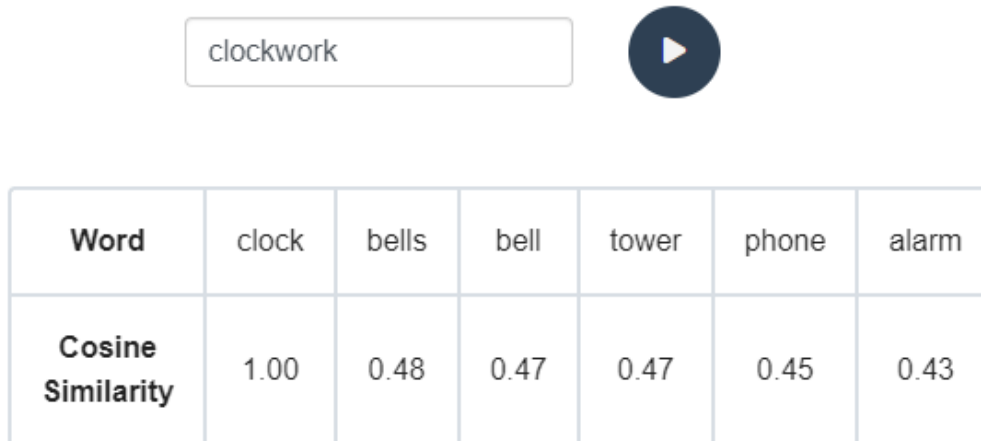 clockwork
Word clock bells bell tower phone alarm
Cosine
Similarity 1.00 0.48 0.47 0.47 0.45 0.43